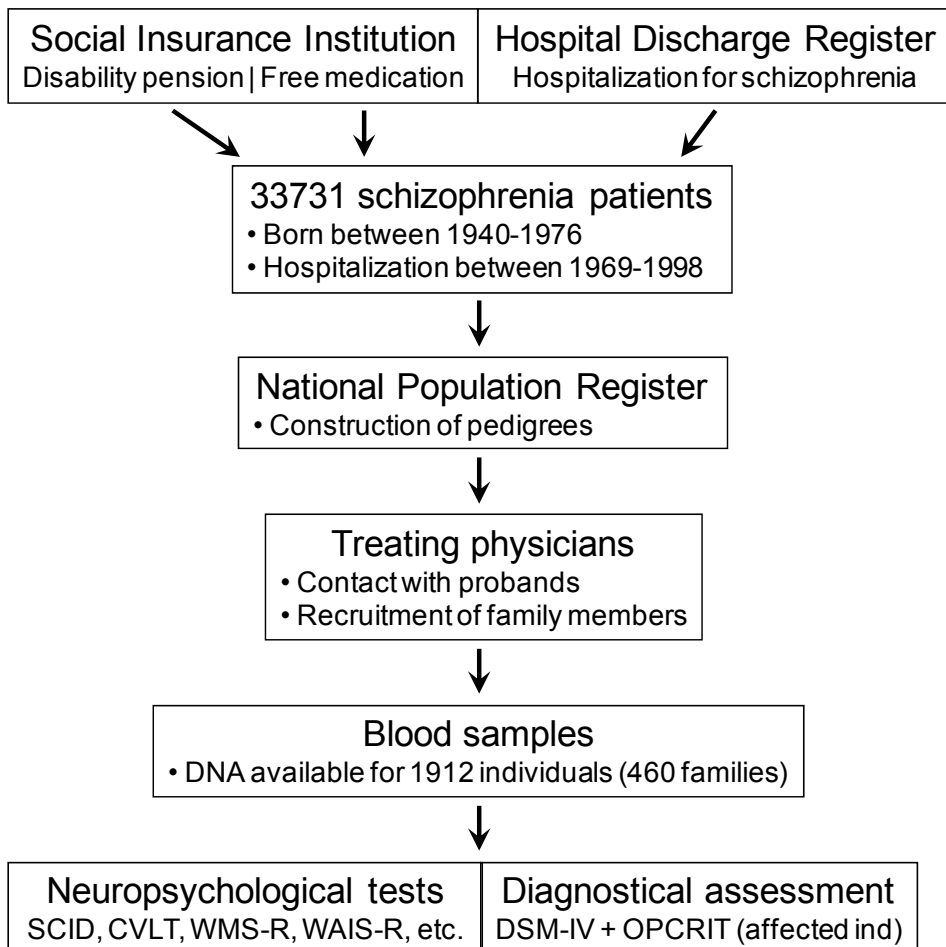 Social Insurance Institution
Disability pension | Free medication
Hospital Discharge Register
Hospitalization for schizophrenia
33731 schizophrenia patients
• Born between 1940-1976
• Hospitalization between 1969-1998
National Population Register
• Construction of pedigrees
Treating physicians
• Contact with probands
• Recruitment of family members
Blood samples
• DNA available for 1912 individuals (460 families)
Neuropsychological tests
SCID, CVLT, WMS-R, WAIS-R, etc.
Diagnostical assessment
DSM-IV + OPCRIT (affected ind)